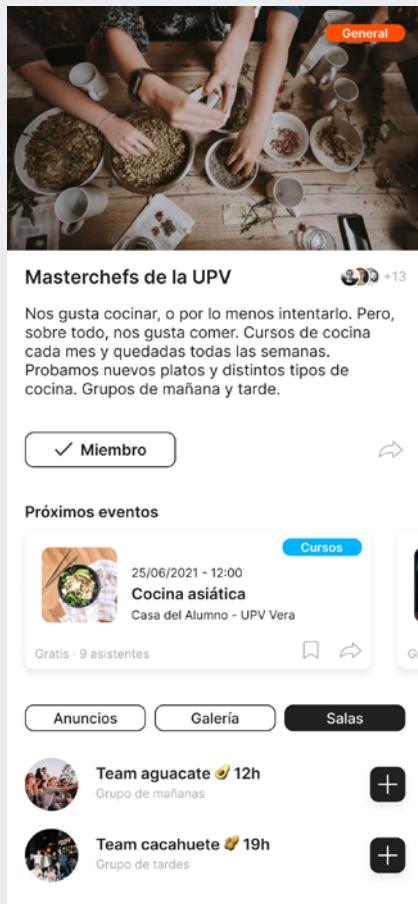 General
Masterchefs de la UPV
+13
Nos gusta cocinar, o por lo menos intentarlo. Pero,
sobre todo, nos gusta comer. Cursos de cocina
cada mes y quedadas todas las semanas.
Probamos nuevos platos y distintos tipos de
cocina. Grupos de mañana y tarde.
Miembro
Próximos eventos
Cursos
25/06/2021 - 12:00
Cocina asiática
Casa del Alumno - UPV Vera
Gratis · 9 asistentes
G
Anuncios
Galería
Salas
Team aguacate 🥑 12h
Grupo de mañanas
Team cacahuete 🥜 19h
Grupo de tardes